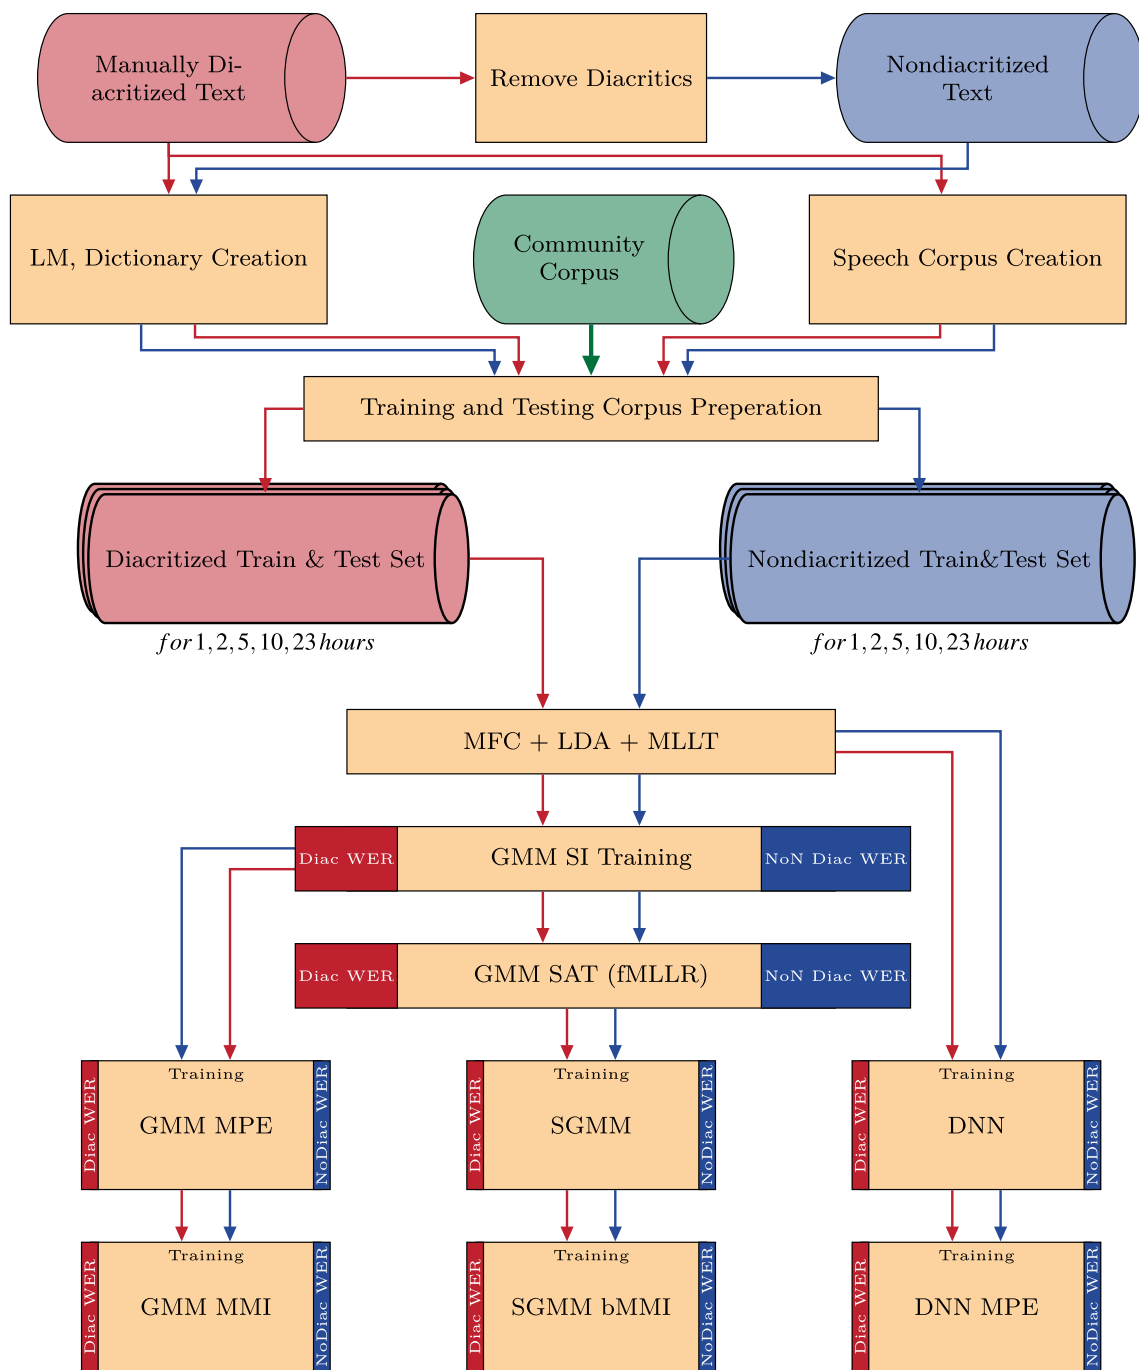 Manually Di-
acritized Text
Remove Diacritics
Nondiacritized
Text
LM, Dictionary Creation
Community
Corpus
Speech Corpus Creation
Training and Testing Corpus Preperation
Diacritized Train & Test Set
Nondiacritized Train&Test Set
for 1, 2, 5, 10, 23 hours
for 1, 2, 5, 10, 23 hours
MFC + LDA + MLLT
Diac WER
GMM SI Training
NoN Diac WER
Diac WER
GMM SAT (fMLLR)
NoN Diac WER
Diac WER
Training
GMM MPE
NoDiac WER
Diac WER
Training
SGMM
NoDiac WER
Diac WER
Training
DNN
NoDiac WER
Diac WER
Training
GMM MMI
NoDiac WER
Diac WER
Training
SGMM bMMI
NoDiac WER
Diac WER
Training
DNN MPE
NoDiac WER